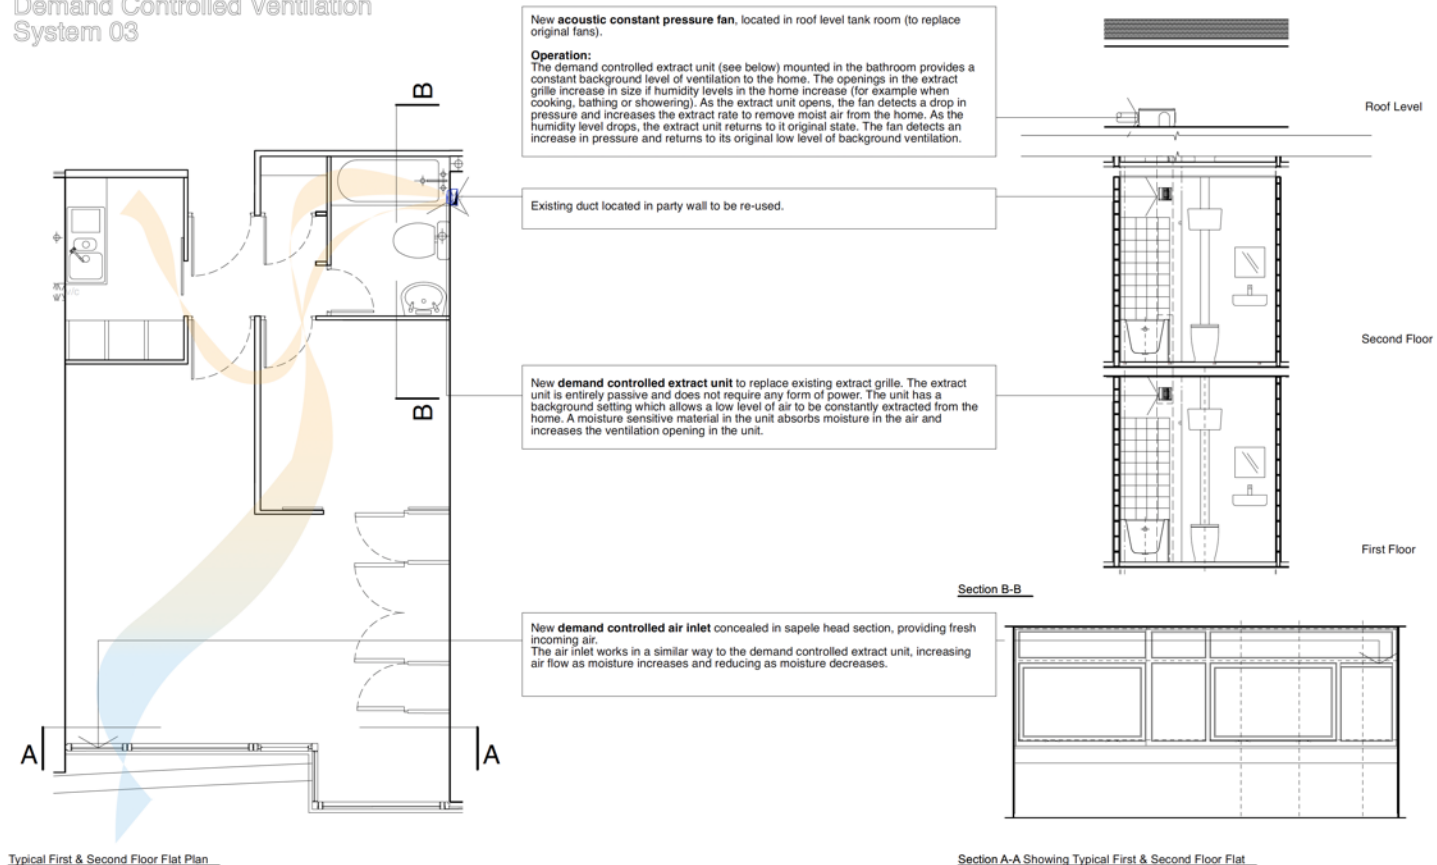 Demand Controlled Ventilation
System 03
New acoustic constant pressure fan, located in roof level tank room (to replace
original fans).
Operation:
The demand controlled extract unit (see below) mounted in the bathroom provides a
constant background level of ventilation to the home. The openings in the extract
grille increase in size if humidity levels in the home increase (for example when
cooking, bathing or showering). As the extract unit opens, the fan detects a drop in
pressure and increases the extract rate to remove moist air from the home. As the
humidity level drops, the extract unit returns to it original state. The fan detects an
increase in pressure and returns to its original low level of background ventilation.
Existing duct located in party wall to be re-used.
New demand controlled extract unit to replace existing extract grille. The extract
unit is entirely passive and does not require any form of power. The unit has a
background setting which allows a low level of air to be constantly extracted from the
home. A moisture sensitive material in the unit absorbs moisture in the air and
increases the ventilation opening in the unit.
New demand controlled air inlet concealed in sapele head section, providing fresh
incoming air.
The air inlet works in a similar way to the demand controlled extract unit, increasing
air flow as moisture increases and reducing as moisture decreases.
B
B
A
A
Typical First & Second Floor Flat Plan
Roof Level
Second Floor
First Floor
Section B-B
Section A-A Showing Typical First & Second Floor Flat